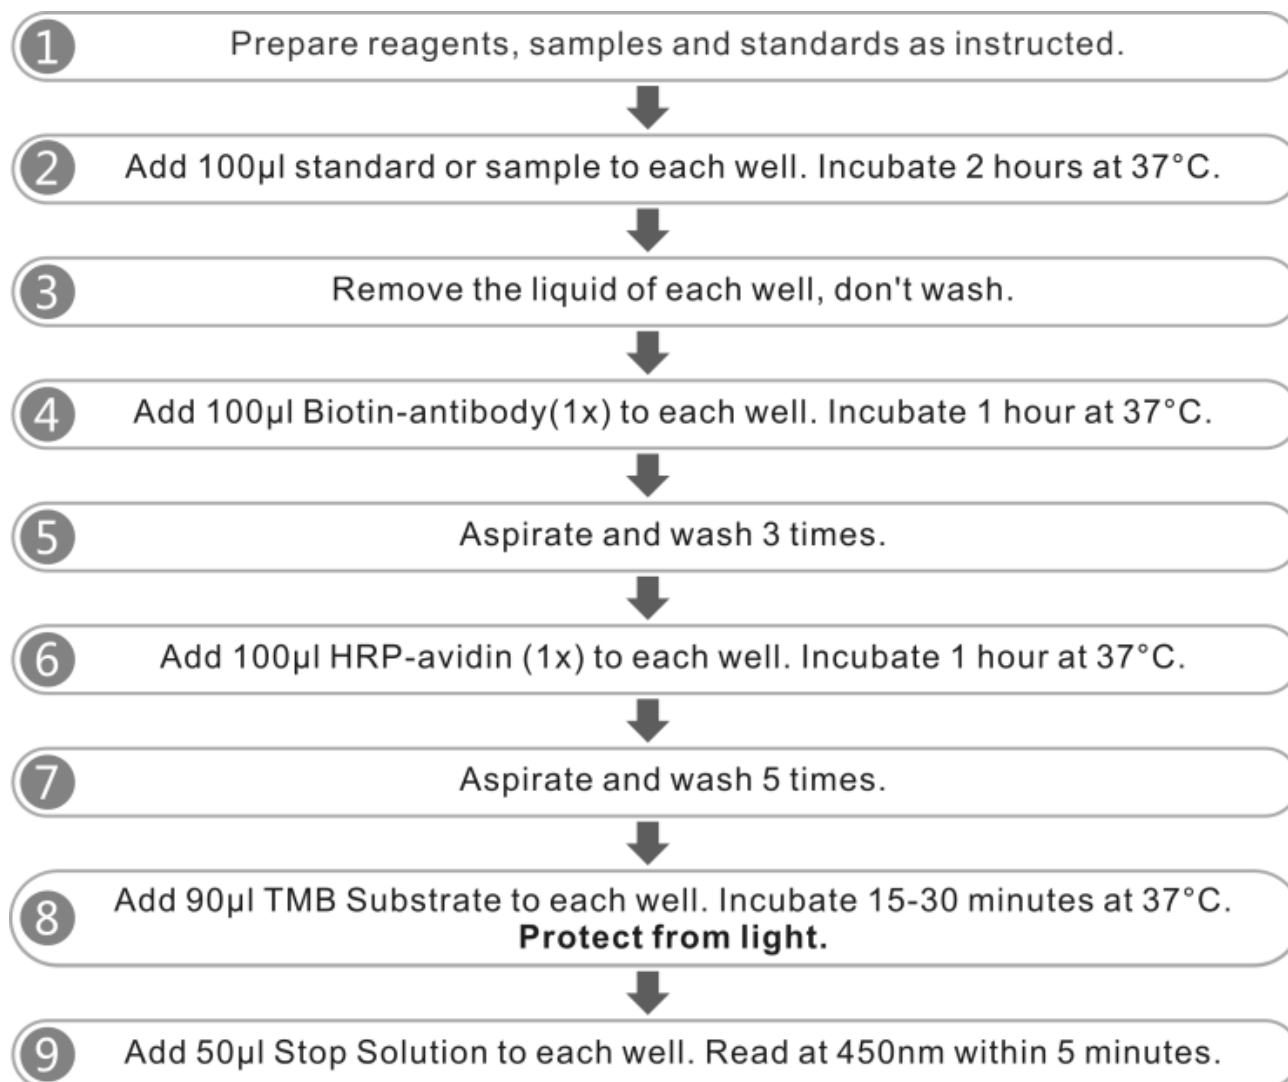 1 Prepare reagents, samples and standards as instructed.
2 Add 100µl standard or sample to each well. Incubate 2 hours at 37°C.
3 Remove the liquid of each well, don't wash.
4 Add 100µl Biotin-antibody(1x) to each well. Incubate 1 hour at 37°C.
5 Aspirate and wash 3 times.
6 Add 100µl HRP-avidin (1x) to each well. Incubate 1 hour at 37°C.
7 Aspirate and wash 5 times.
8 Add 90µl TMB Substrate to each well. Incubate 15-30 minutes at 37°C.
Protect from light.
9 Add 50µl Stop Solution to each well. Read at 450nm within 5 minutes.